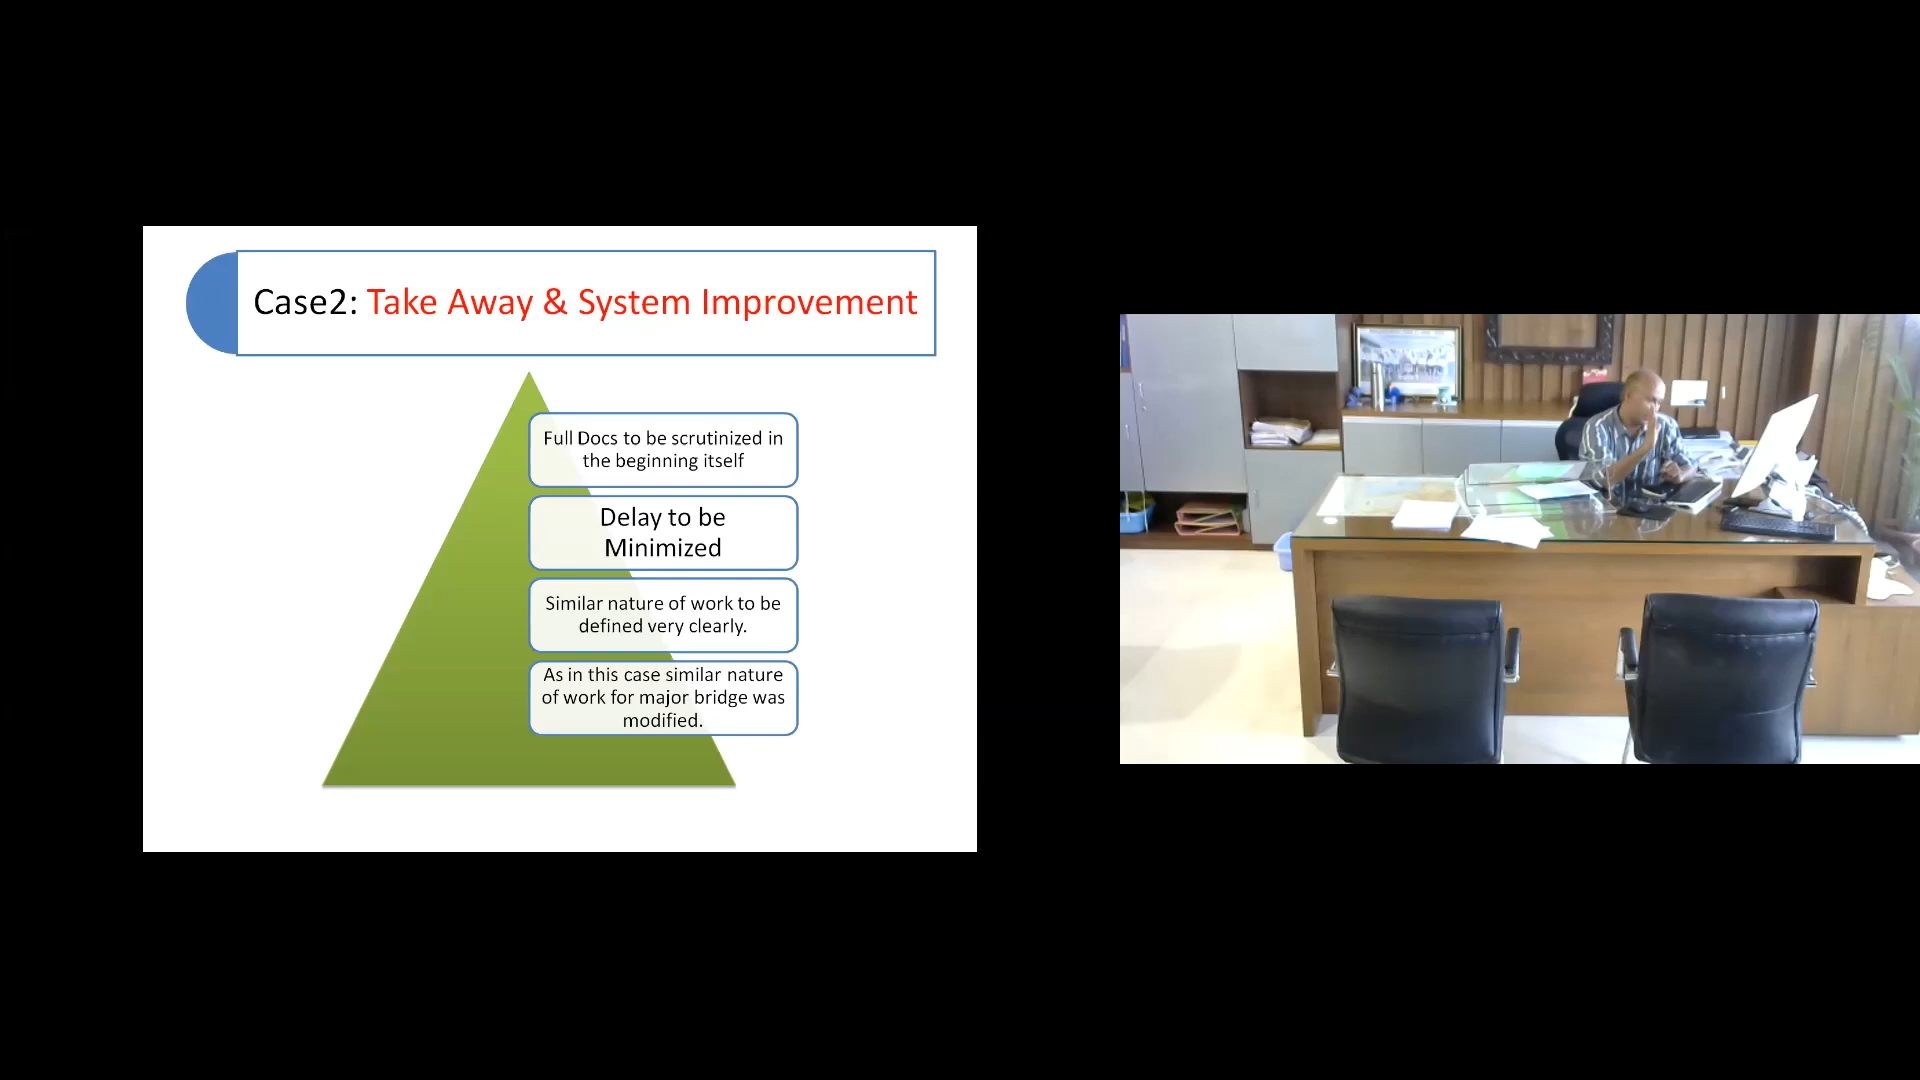 Case2: Take Away & System Improvement
Full Docs to be scrutinized in
the beginning itself
Delay to be
Minimized
Similar nature of work to be
defined very clearly.
As in this case similar nature
of work for major bridge was
modified.